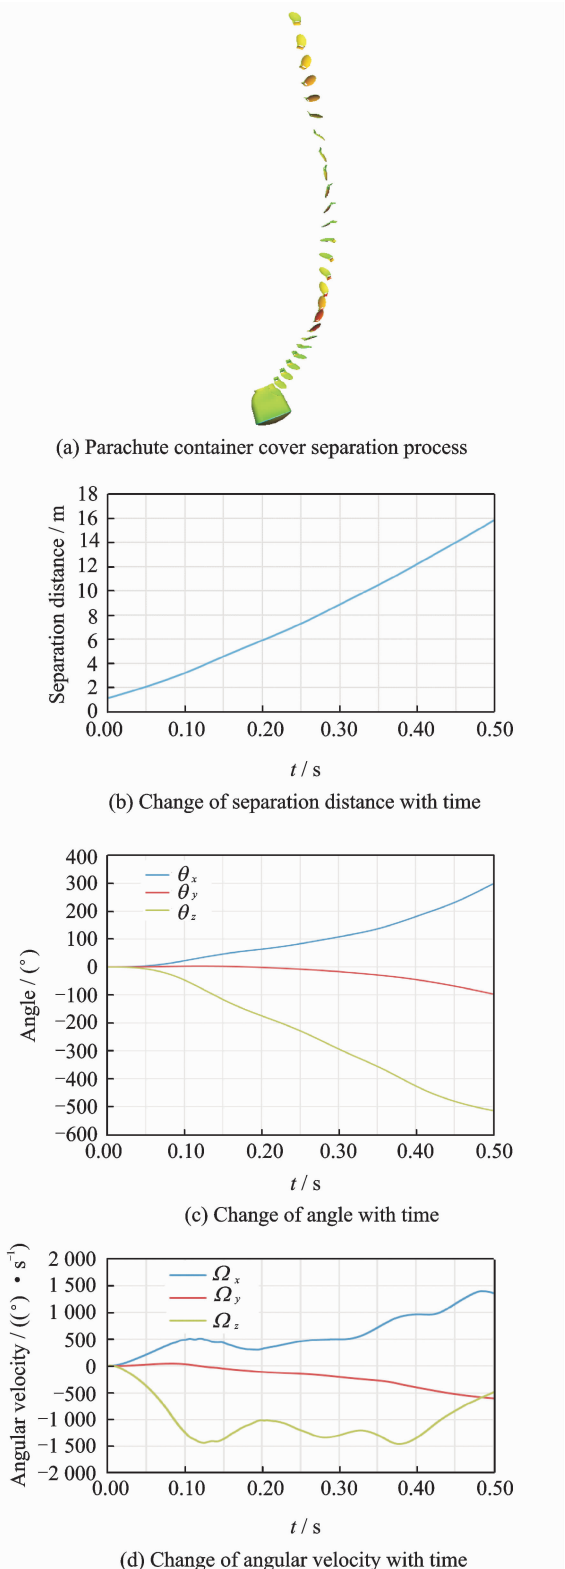 (a) Parachute container cover separation process
18
16
14
12
10
8
6
4
2
0
Separation distance / m
0.00 0.10 0.20 0.30 0.40 0.50
t / s
(b) Change of separation distance with time
400
300
200
100
0
−100
−200
−300
−400
−500
−600
Angle / (°)
θx
θy
θz
0.00 0.10 0.20 0.30 0.40 0.50
t / s
(c) Change of angle with time
2 000
1 500
1 000
500
0
−500
−1 000
−1 500
−2 000
Angular velocity / ((°) • s⁻¹)
Ωx
Ωy
Ωz
0.00 0.10 0.20 0.30 0.40 0.50
t / s
(d) Change of angular velocity with time